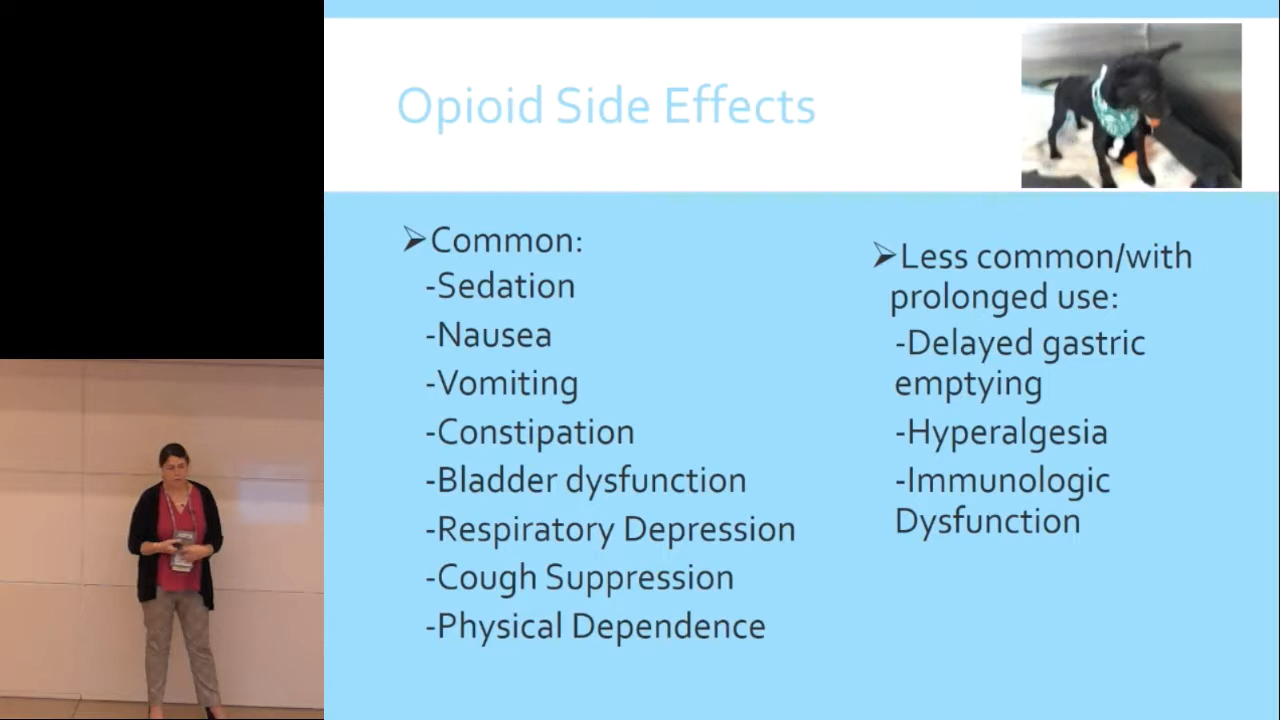 Opioid Side Effects
➢Common:
-Sedation
-Nausea
-Vomiting
-Constipation
-Bladder dysfunction
-Respiratory Depression
-Cough Suppression
-Physical Dependence
➢Less common/with
prolonged use:
-Delayed gastric
emptying
-Hyperalgesia
-Immunologic
Dysfunction